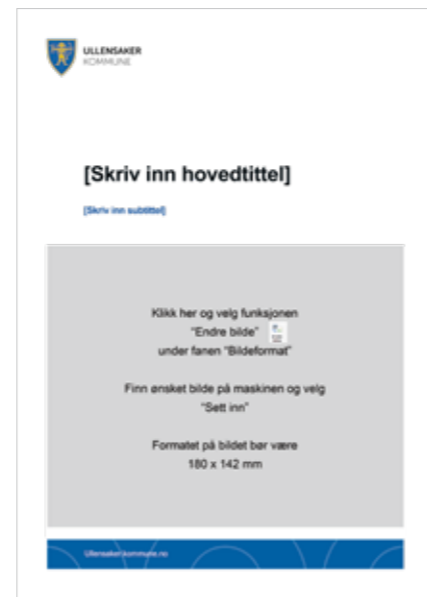 ULLENSAKER
KOMMUNE
[Skriv inn hovedtittel]
[Skriv inn subtittel]
Klikk her og velg funksjonen
"Endre bilde"
under fanen "Bildeformat"
Finn ønsket bilde på maskinen og velg
"Sett inn"
Formatet på bildet bør være
180 x 142 mm
Ullensaker.kommune.no